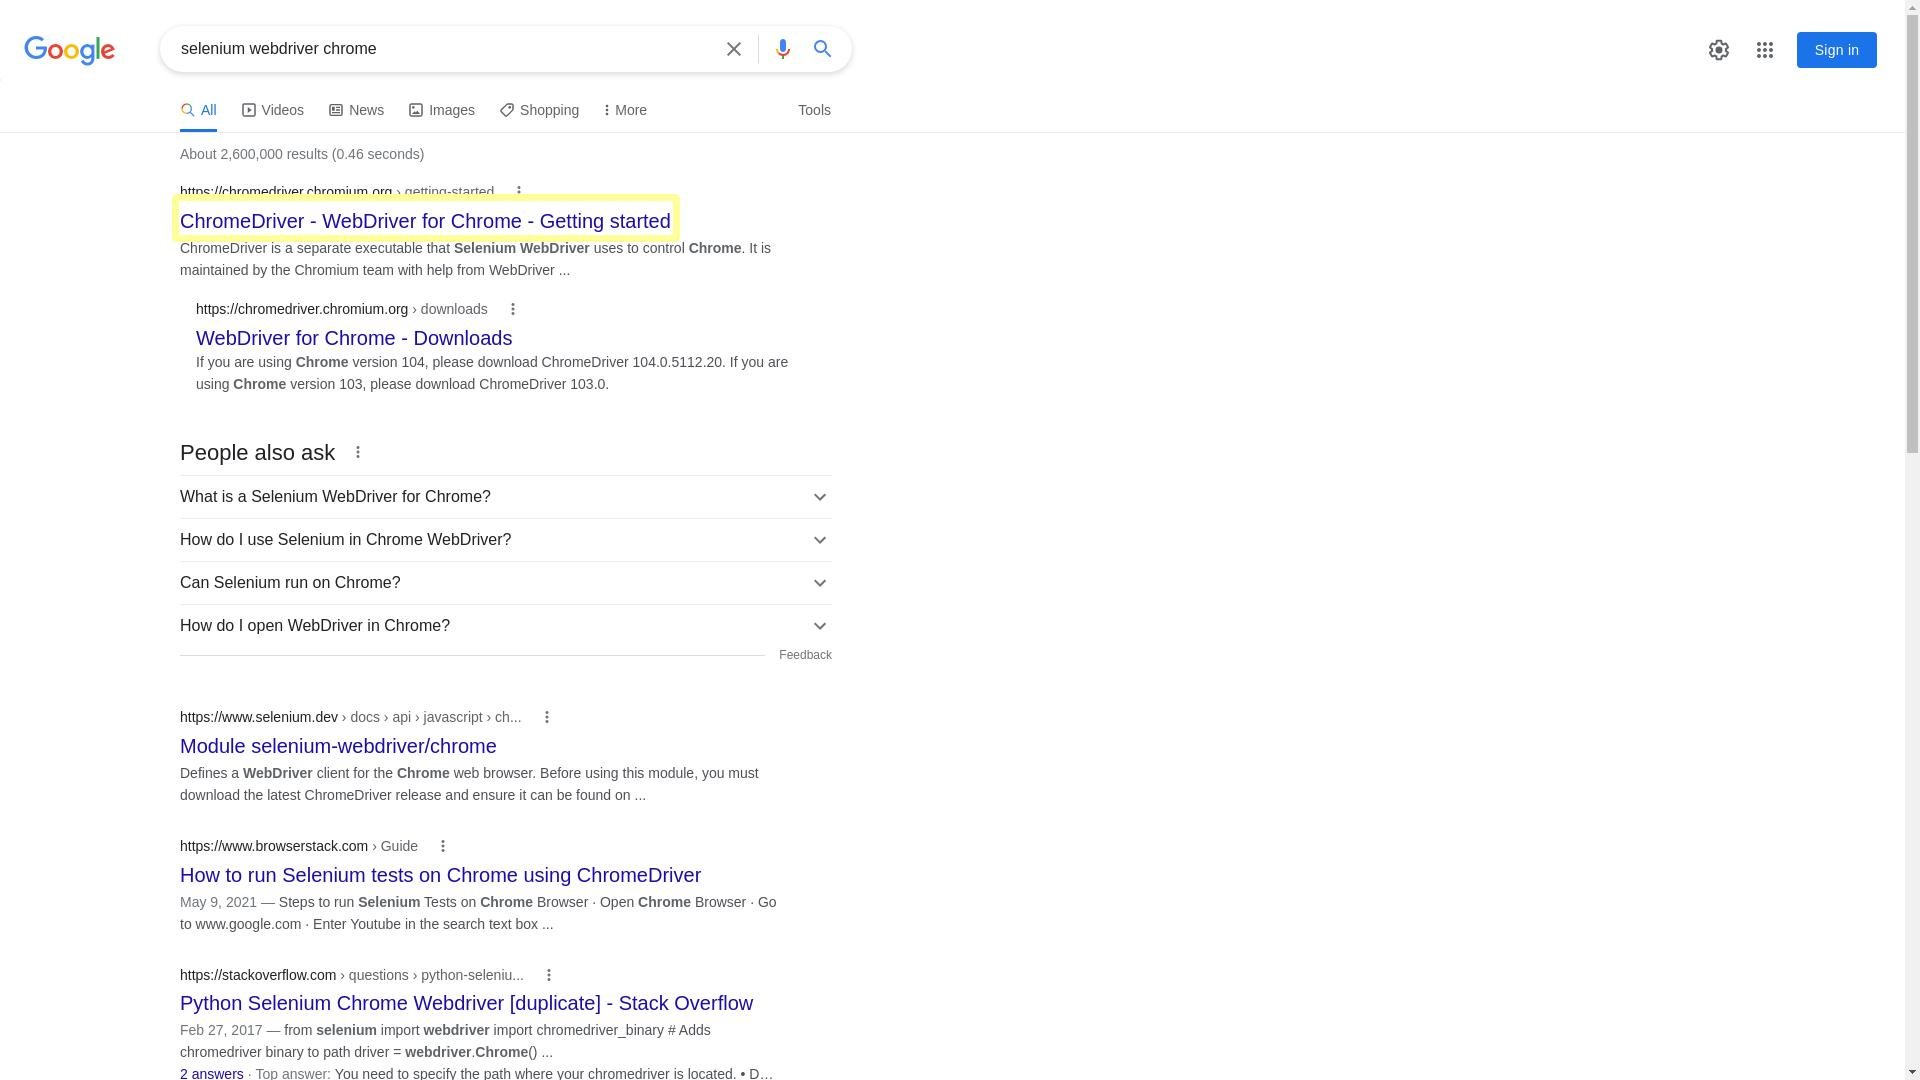 Google
selenium webdriver chrome
Sign in
All Videos News Images Shopping More Tools
About 2,600,000 results (0.46 seconds)
https://chromedriver.chromium.org › getting-started
ChromeDriver - WebDriver for Chrome - Getting started
ChromeDriver is a separate executable that Selenium WebDriver uses to control Chrome. It is
maintained by the Chromium team with help from WebDriver ...
https://chromedriver.chromium.org › downloads
WebDriver for Chrome - Downloads
If you are using Chrome version 104, please download ChromeDriver 104.0.5112.20. If you are
using Chrome version 103, please download ChromeDriver 103.0.
People also ask
What is a Selenium WebDriver for Chrome?
How do I use Selenium in Chrome WebDriver?
Can Selenium run on Chrome?
How do I open WebDriver in Chrome?
Feedback
https://www.selenium.dev › docs › api › javascript › ch...
Module selenium-webdriver/chrome
Defines a WebDriver client for the Chrome web browser. Before using this module, you must
download the latest ChromeDriver release and ensure it can be found on ...
https://www.browserstack.com › Guide
How to run Selenium tests on Chrome using ChromeDriver
May 9, 2021 — Steps to run Selenium Tests on Chrome Browser · Open Chrome Browser · Go
to www.google.com · Enter Youtube in the search text box ...
https://stackoverflow.com › questions › python-seleniu...
Python Selenium Chrome Webdriver [duplicate] - Stack Overflow
Feb 27, 2017 — from selenium import webdriver import chromedriver_binary # Adds
chromedriver binary to path driver = webdriver.Chrome() ...
2 answers · Top answer: You need to specify the path where your chromedriver is located. • D…